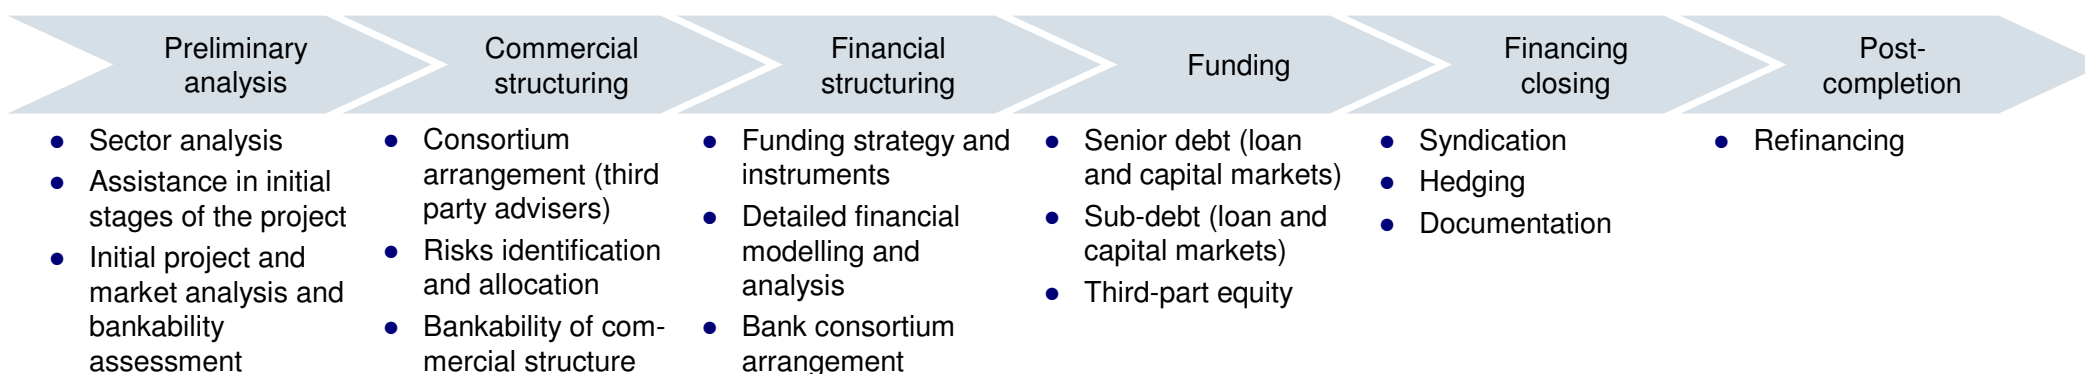 Preliminary
analysis
Commercial
structuring
Financial
structuring
Funding
Financing
closing
Post-
completion
● Sector analysis
● Assistance in initial
stages of the project
● Initial project and
market analysis and
bankability
assessment
● Consortium
arrangement (third
party advisers)
● Risks identification
and allocation
● Bankability of com-
mercial structure
● Funding strategy and
instruments
● Detailed financial
modelling and
analysis
● Bank consortium
arrangement
● Senior debt (loan
and capital markets)
● Sub-debt (loan and
capital markets)
● Third-part equity
● Syndication
● Hedging
● Documentation
● Refinancing